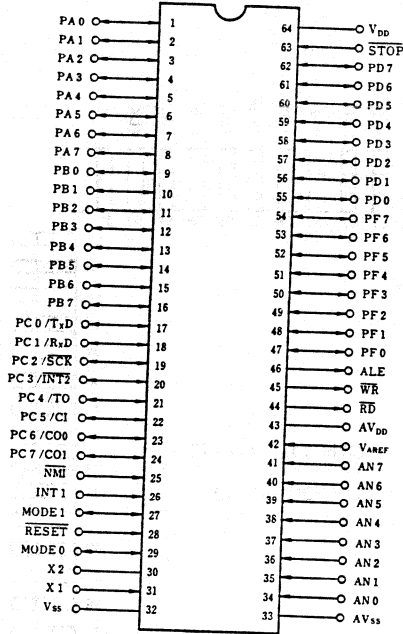 PA0 1 64 VDD
PA1 2 63 STOP
PA2 3 62 PD7
PA3 4 61 PD6
PA4 5 60 PD5
PA5 6 59 PD4
PA6 7 58 PD3
PA7 8 57 PD2
PB0 9 56 PD1
PB1 10 55 PD0
PB2 11 54 PF7
PB3 12 53 PF6
PB4 13 52 PF5
PB5 14 51 PF4
PB6 15 50 PF3
PB7 16 49 PF2
PC0/TxD 17 48 PF1
PC1/RxD 18 47 PF0
PC2/SCK 19 46 ALE
PC3/INT2 20 45 WR
PC4/TO 21 44 RD
PC5/CI 22 43 AVDD
PC6/CO0 23 42 VAREF
PC7/CO1 24 41 AN7
NMI 25 40 AN6
INT1 26 39 AN5
MODE1 27 38 AN4
RESET 28 37 AN3
MODE0 29 36 AN2
X2 30 35 AN1
X1 31 34 AN0
Vss 32 33 AVss